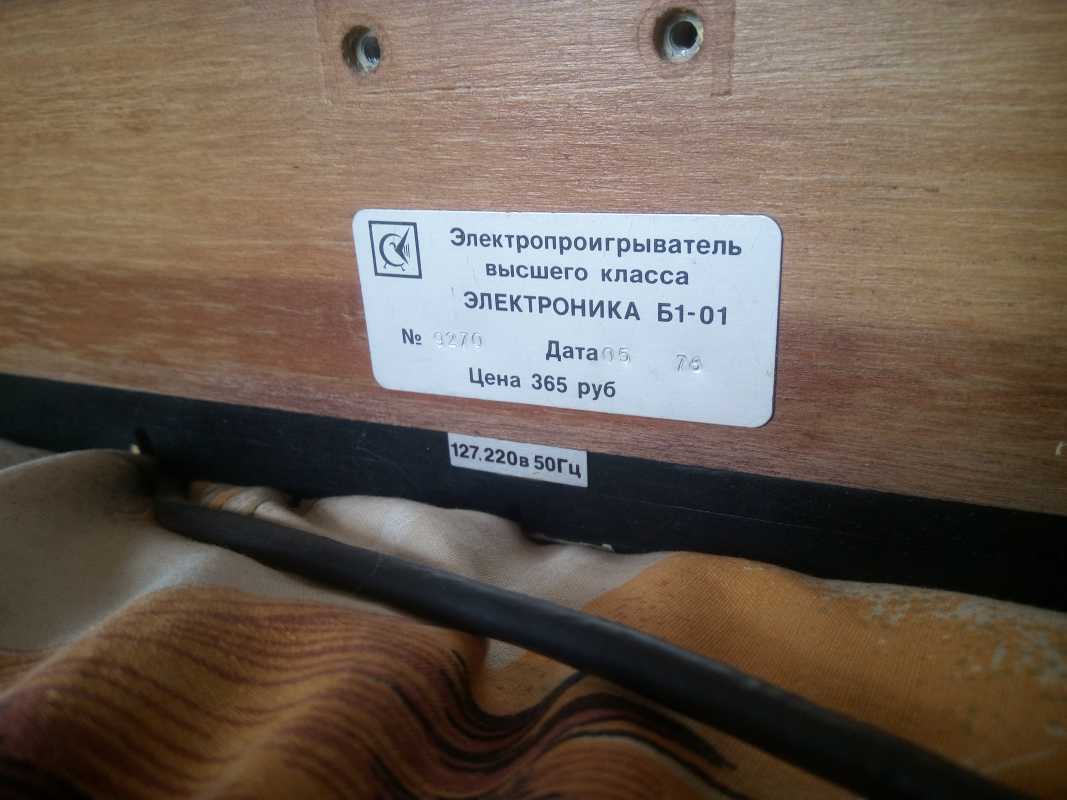 Электропроигрыватель
высшего класса
ЭЛЕКТРОНИКА Б1-01
№ 9270 Дата 05 76
Цена 365 руб
127.220в 50Гц